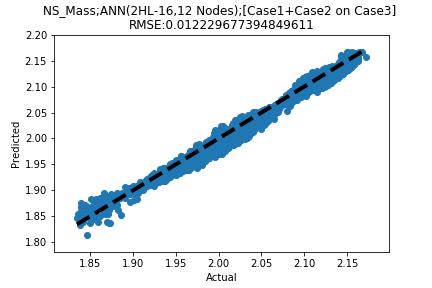 NS_Mass;ANN(2HL-16,12 Nodes);[Case1+Case2 on Case3]
RMSE:0.012229677394849611
2.20
2.15
2.10
2.05
2.00
1.95
1.90
1.85
1.80
Predicted
1.85 1.90 1.95 2.00 2.05 2.10 2.15
Actual